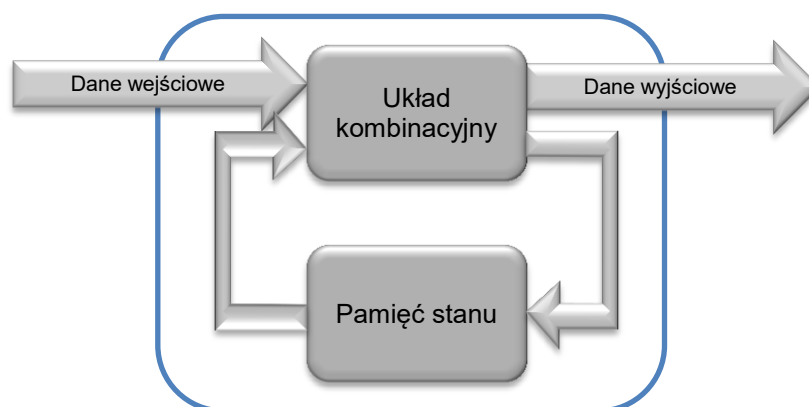 Dane wejściowe
Układ
kombinacyjny
Dane wyjściowe
Pamięć stanu